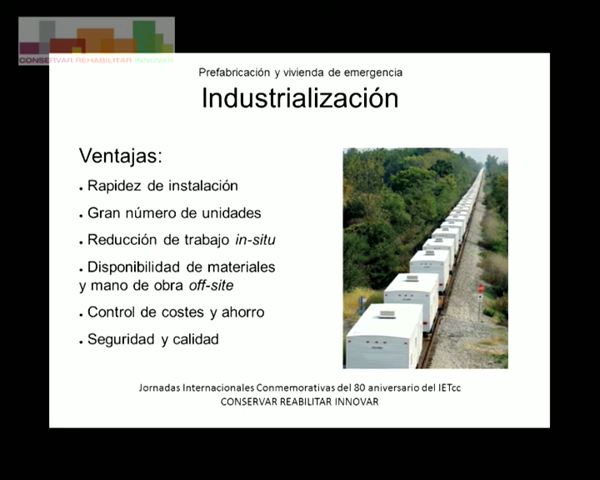 CONSERVAR REHABILITAR INNOVAR
Prefabricación y vivienda de emergencia
Industrialización
Ventajas:
• Rapidez de instalación
• Gran número de unidades
• Reducción de trabajo in-situ
• Disponibilidad de materiales
y mano de obra off-site
• Control de costes y ahorro
• Seguridad y calidad
Jornadas Internacionales Conmemorativas del 80 aniversario del IETcc
CONSERVAR REABILITAR INNOVAR